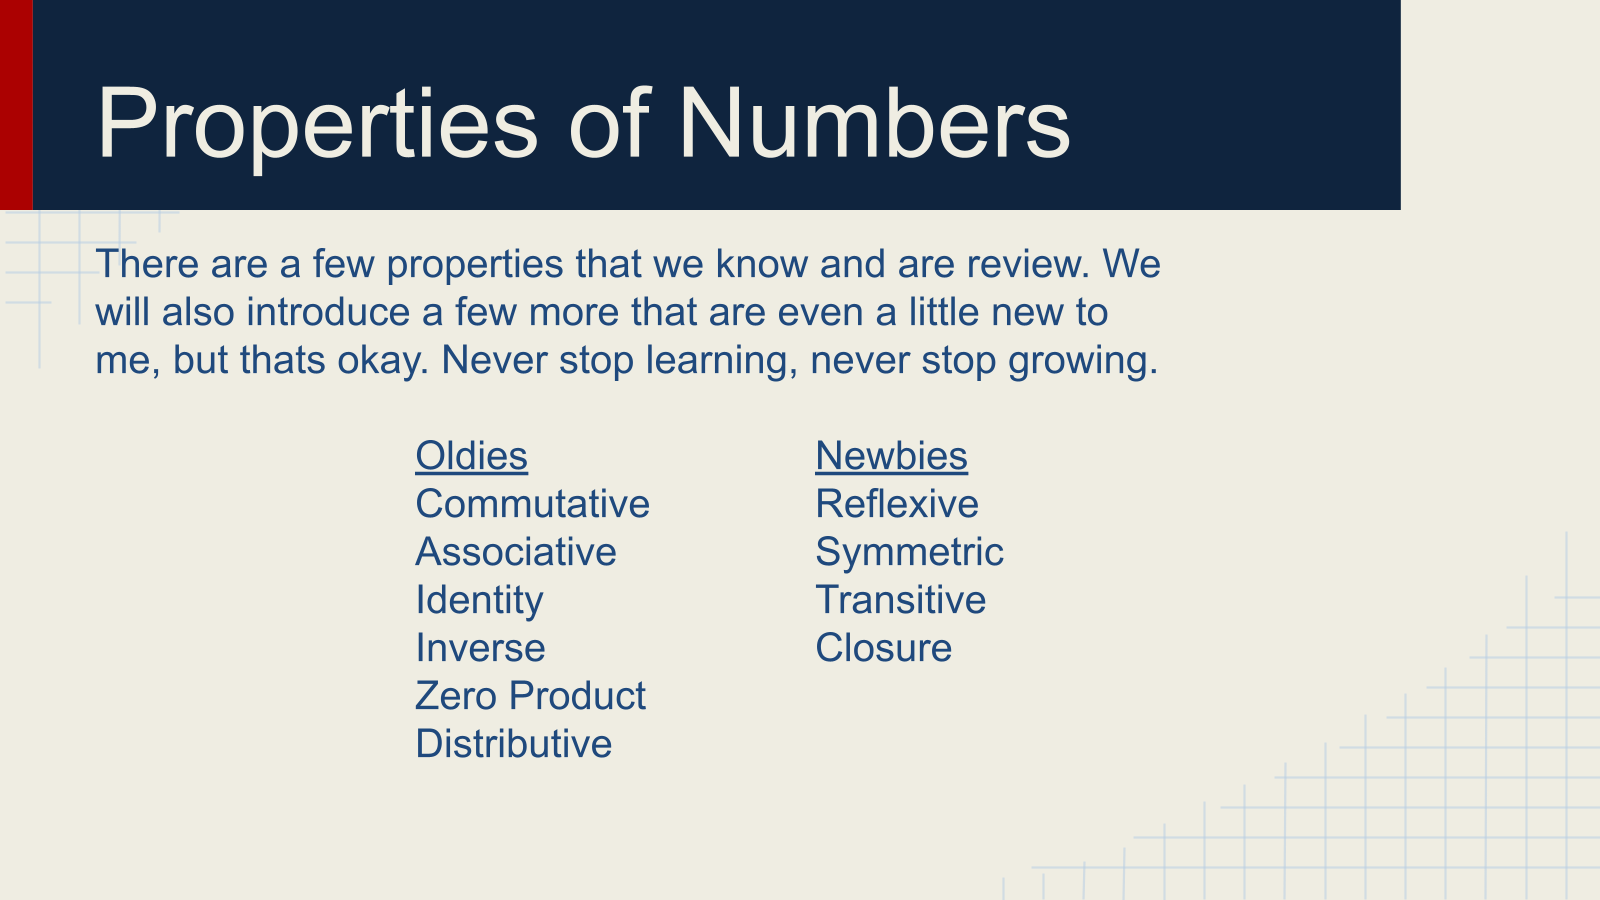 Properties of Numbers
There are a few properties that we know and are review. We
will also introduce a few more that are even a little new to
me, but thats okay. Never stop learning, never stop growing.
Oldies Newbies
Commutative Reflexive
Associative Symmetric
Identity Transitive
Inverse Closure
Zero Product
Distributive